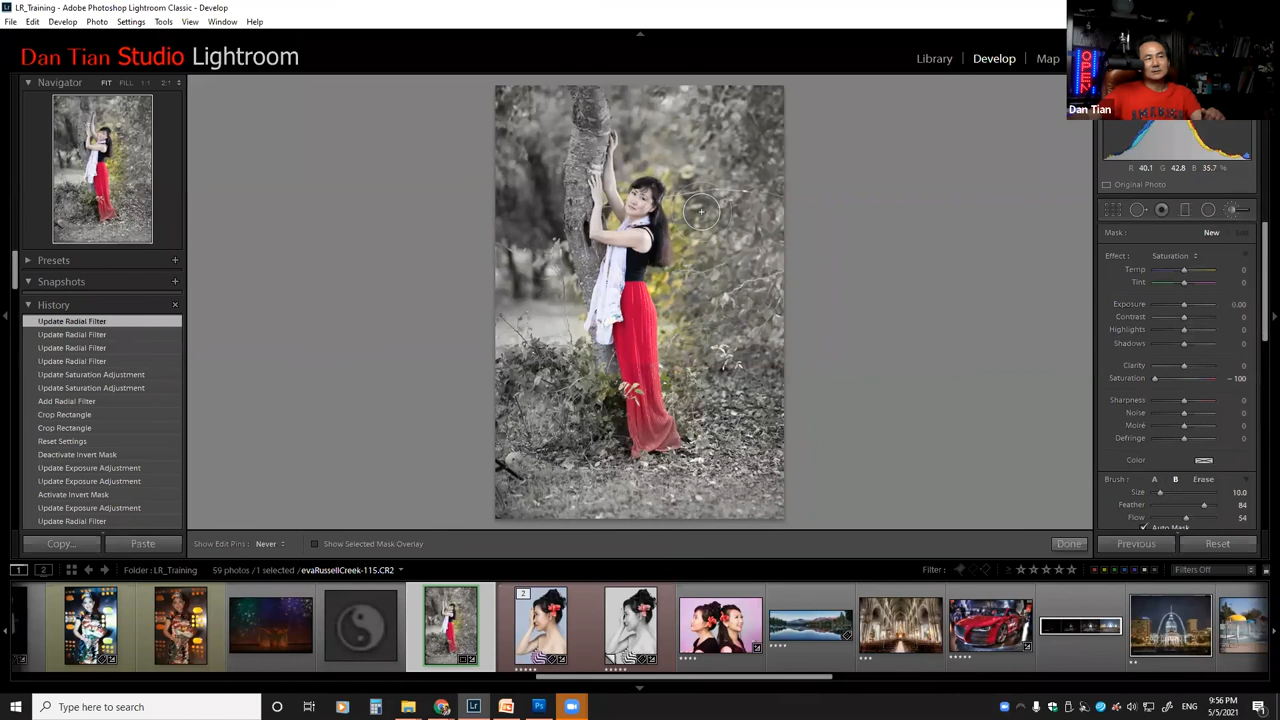 LR_Training - Adobe Photoshop Lightroom Classic - Develop
File Edit Develop Photo Settings Tools View Window Help
Dan Tian Studio Lightroom
Library Develop Map
Dan Tian
Navigator FIT FILL 1:1 2:1
R 40.1 G 42.8 B 35.7 %
Original Photo
Mask : New
Effect : Saturation
Temp 0
Tint 0
Exposure 0.00
Contrast 0
Highlights 0
Shadows 0
Clarity 0
Saturation - 100
Sharpness 0
Noise 0
Moiré 0
Defringe 0
Color
Brush : A B Erase
Size 10.0
Feather 84
Flow 54
Auto Mask
Presets
Snapshots
History
Update Radial Filter
Update Radial Filter
Update Radial Filter
Update Radial Filter
Update Saturation Adjustment
Update Saturation Adjustment
Add Radial Filter
Crop Rectangle
Crop Rectangle
Reset Settings
Deactivate Invert Mask
Update Exposure Adjustment
Update Exposure Adjustment
Activate Invert Mask
Update Exposure Adjustment
Update Radial Filter
Copy... Paste
Show Edit Pins : Never Show Selected Mask Overlay Done
Previous Reset
1 2 Folder : LR_Training 59 photos /1 selected /evaRussellCreek-115.CR2 Filter : Filters Off
2
Type here to search
9:56 PM
5/5/2021